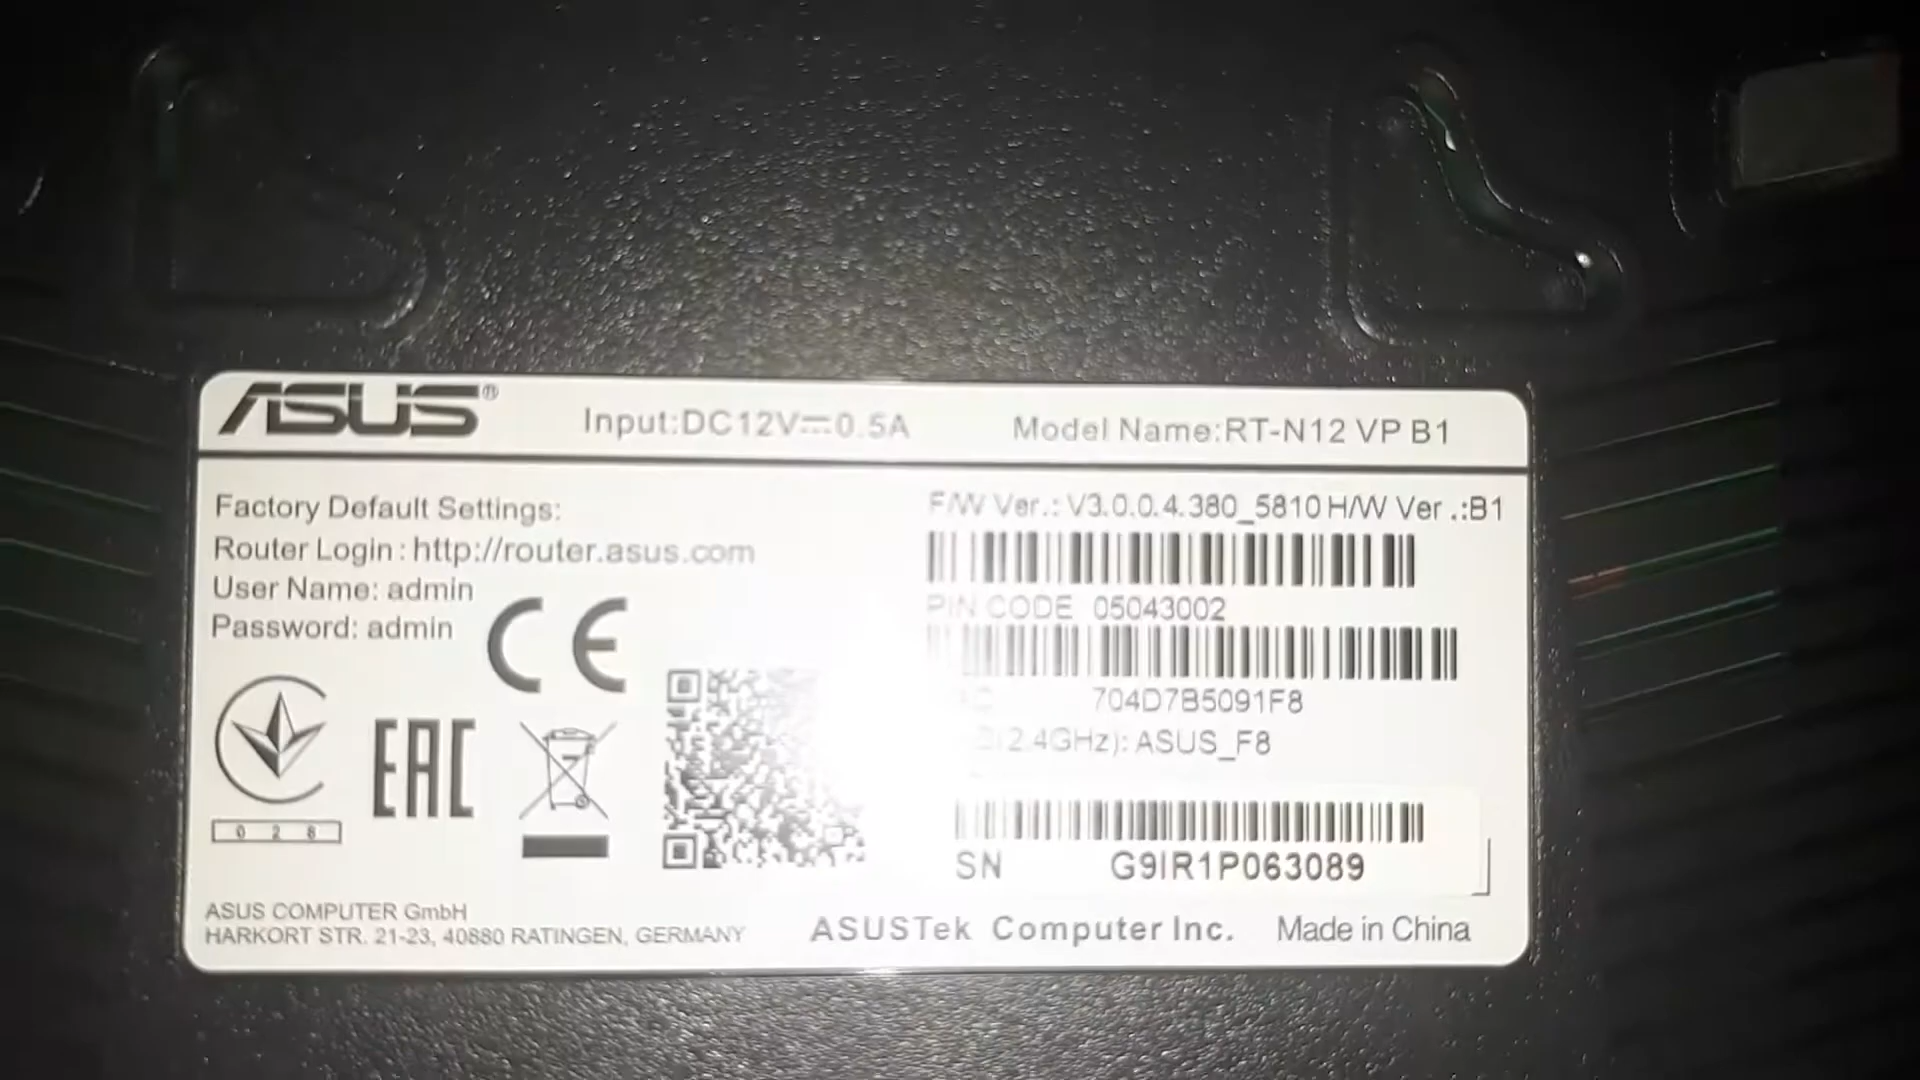 ASUS® Input:DC12V⎓0.5A Model Name:RT-N12 VP B1
Factory Default Settings:
Router Login : http://router.asus.com
User Name: admin
Password: admin
CE
EAC
0 2 8
F/W Ver.: V3.0.0.4.380_5810 H/W Ver .:B1
PIN CODE 05043002
704D7B5091F8
(2.4GHz): ASUS_F8
SN G9IR1P063089
ASUS COMPUTER GmbH
HARKORT STR. 21-23, 40880 RATINGEN, GERMANY
ASUSTek Computer Inc. Made in China